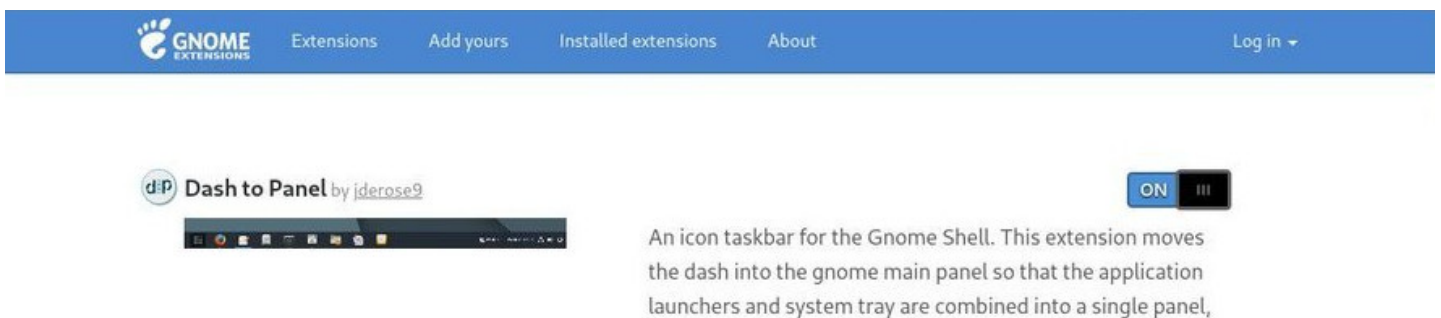 GNOME EXTENSIONS Extensions Add yours Installed extensions About Log in
dp Dash to Panel by jderose9
ON
An icon taskbar for the Gnome Shell. This extension moves
the dash into the gnome main panel so that the application
launchers and system tray are combined into a single panel,